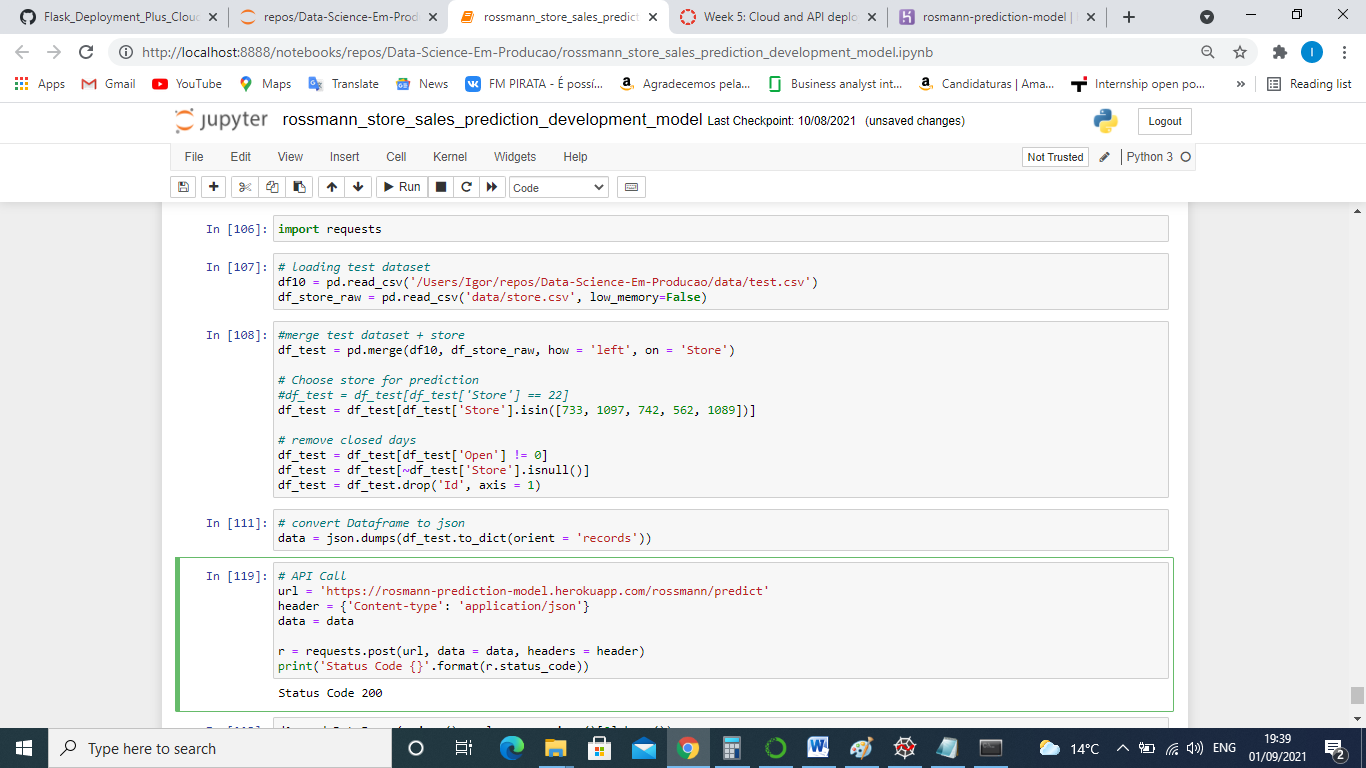 Flask_Deployment_Plus_Cloud
repos/Data-Science-Em-Prod
rossmann_store_sales_predict
Week 5: Cloud and API deplo
rosmann-prediction-model |
http://localhost:8888/notebooks/repos/Data-Science-Em-Producao/rossmann_store_sales_prediction_development_model.ipynb
I
Apps
Gmail
YouTube
Maps
Translate
News
FM PIRATA - É possí...
Agradecemos pela...
Business analyst int...
Candidaturas | Ama...
Internship open po...
»
Reading list
jupyter rossmann_store_sales_prediction_development_model Last Checkpoint: 10/08/2021 (unsaved changes)
Logout
File Edit View Insert Cell Kernel Widgets Help
Not Trusted
Python 3
Run
Code
In [106]: import requests
In [107]: # loading test dataset
df10 = pd.read_csv('/Users/Igor/repos/Data-Science-Em-Producao/data/test.csv')
df_store_raw = pd.read_csv('data/store.csv', low_memory=False)
In [108]: #merge test dataset + store
df_test = pd.merge(df10, df_store_raw, how = 'left', on = 'Store')
# Choose store for prediction
#df_test = df_test[df_test['Store'] == 22]
df_test = df_test[df_test['Store'].isin([733, 1097, 742, 562, 1089])]
# remove closed days
df_test = df_test[df_test['Open'] != 0]
df_test = df_test[~df_test['Store'].isnull()]
df_test = df_test.drop('Id', axis = 1)
In [111]: # convert Dataframe to json
data = json.dumps(df_test.to_dict(orient = 'records'))
In [119]: # API Call
url = 'https://rosmann-prediction-model.herokuapp.com/rossmann/predict'
header = {'Content-type': 'application/json'}
data = data
r = requests.post(url, data = data, headers = header)
print('Status Code {}'.format(r.status_code))
Status Code 200
Type here to search
14°C
ENG
19:39
01/09/2021
2